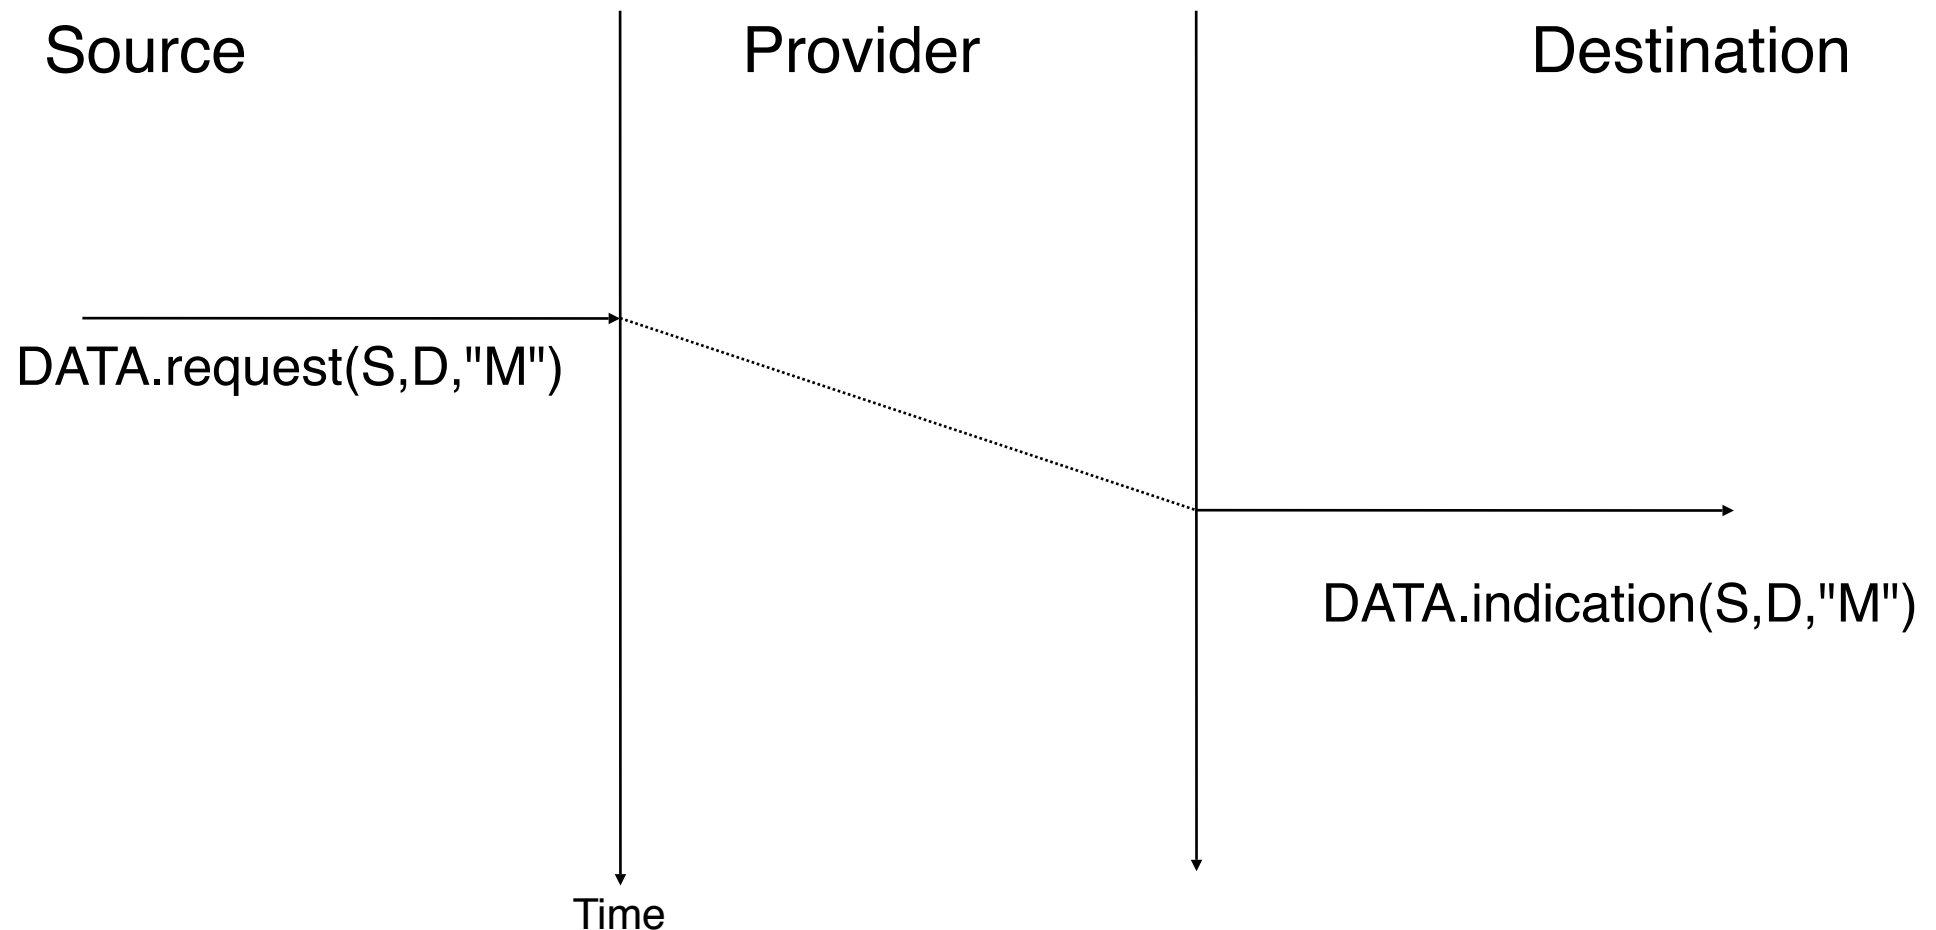 Source
Provider
Destination
DATA.request(S,D,"M")
DATA.indication(S,D,"M")
Time